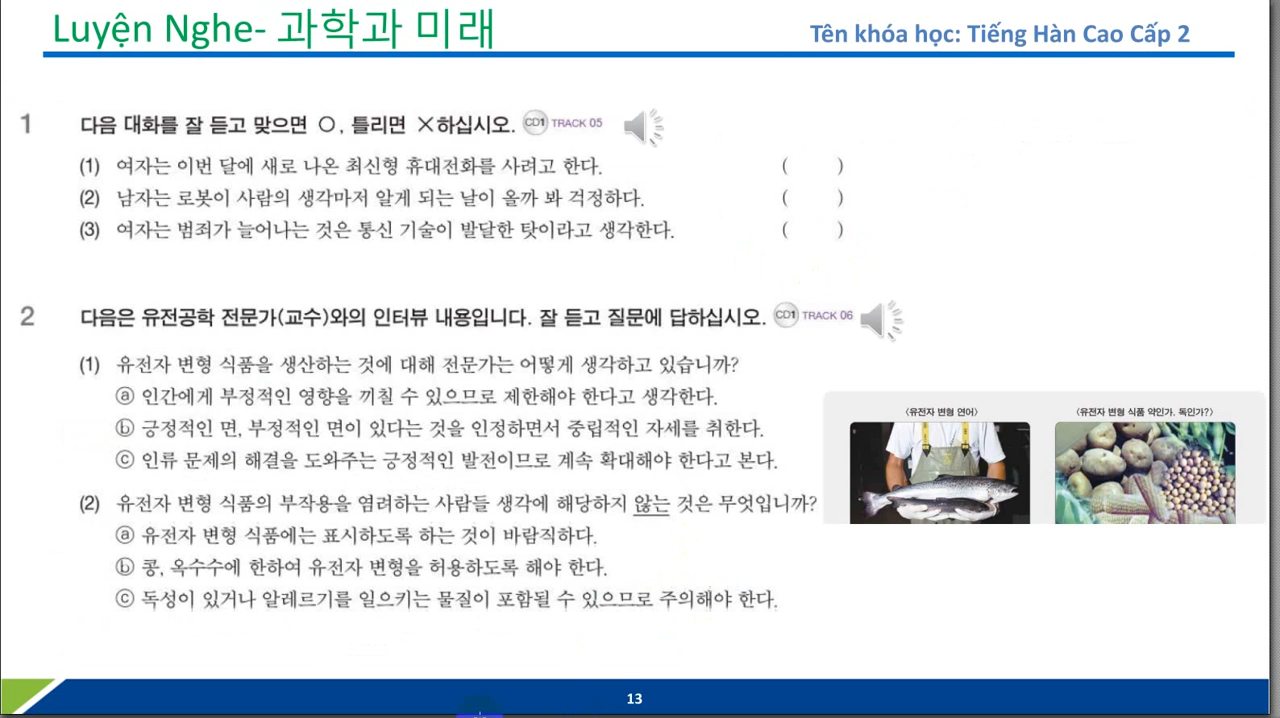 Luyện Nghe- 과학과 미래
Tên khóa học: Tiếng Hàn Cao Cấp 2
1 다음 대화를 잘 듣고 맞으면 ○, 틀리면 ×하십시오. CD1 TRACK 05
(1) 여자는 이번 달에 새로 나온 최신형 휴대전화를 사려고 한다. ( )
(2) 남자는 로봇이 사람의 생각마저 알게 되는 날이 올까 봐 걱정하다. ( )
(3) 여자는 범죄가 늘어나는 것은 통신 기술이 발달한 탓이라고 생각한다. ( )
2 다음은 유전공학 전문가(교수)와의 인터뷰 내용입니다. 잘 듣고 질문에 답하십시오. CD1 TRACK 06
(1) 유전자 변형 식품을 생산하는 것에 대해 전문가는 어떻게 생각하고 있습니까?
ⓐ 인간에게 부정적인 영향을 끼칠 수 있으므로 제한해야 한다고 생각한다.
ⓑ 긍정적인 면, 부정적인 면이 있다는 것을 인정하면서 중립적인 자세를 취한다.
ⓒ 인류 문제의 해결을 도와주는 긍정적인 발전이므로 계속 확대해야 한다고 본다.
(2) 유전자 변형 식품의 부작용을 염려하는 사람들 생각에 해당하지 않는 것은 무엇입니까?
ⓐ 유전자 변형 식품에는 표시하도록 하는 것이 바람직하다.
ⓑ 콩, 옥수수에 한하여 유전자 변형을 허용하도록 해야 한다.
ⓒ 독성이 있거나 알레르기를 일으키는 물질이 포함될 수 있으므로 주의해야 한다.
〈유전자 변형 연어〉
〈유전자 변형 식품 약인가, 독인가?〉
13